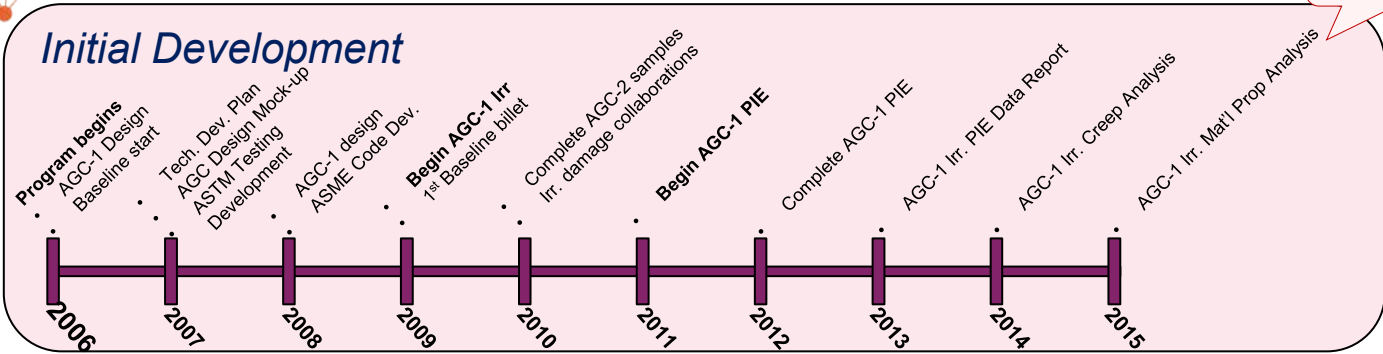 Initial Development
Program begins
• AGC-1 Design
• Baseline start
Tech. Dev. Plan
• AGC Design Mock-up
• ASTM Testing
• Development
AGC-1 design
• ASME Code Dev.
•
Begin AGC-1 Irr
• 1st Baseline billet
•
Complete AGC-2 samples
• Irr. damage collaborations
•
Begin AGC-1 PIE
•
Complete AGC-1 PIE
•
AGC-1 Irr. PIE Data Report
•
AGC-1 Irr. Creep Analysis
•
AGC-1 Irr. Mat'l Prop Analysis
•
2006
2007
2008
2009
2010
2011
2012
2013
2014
2015